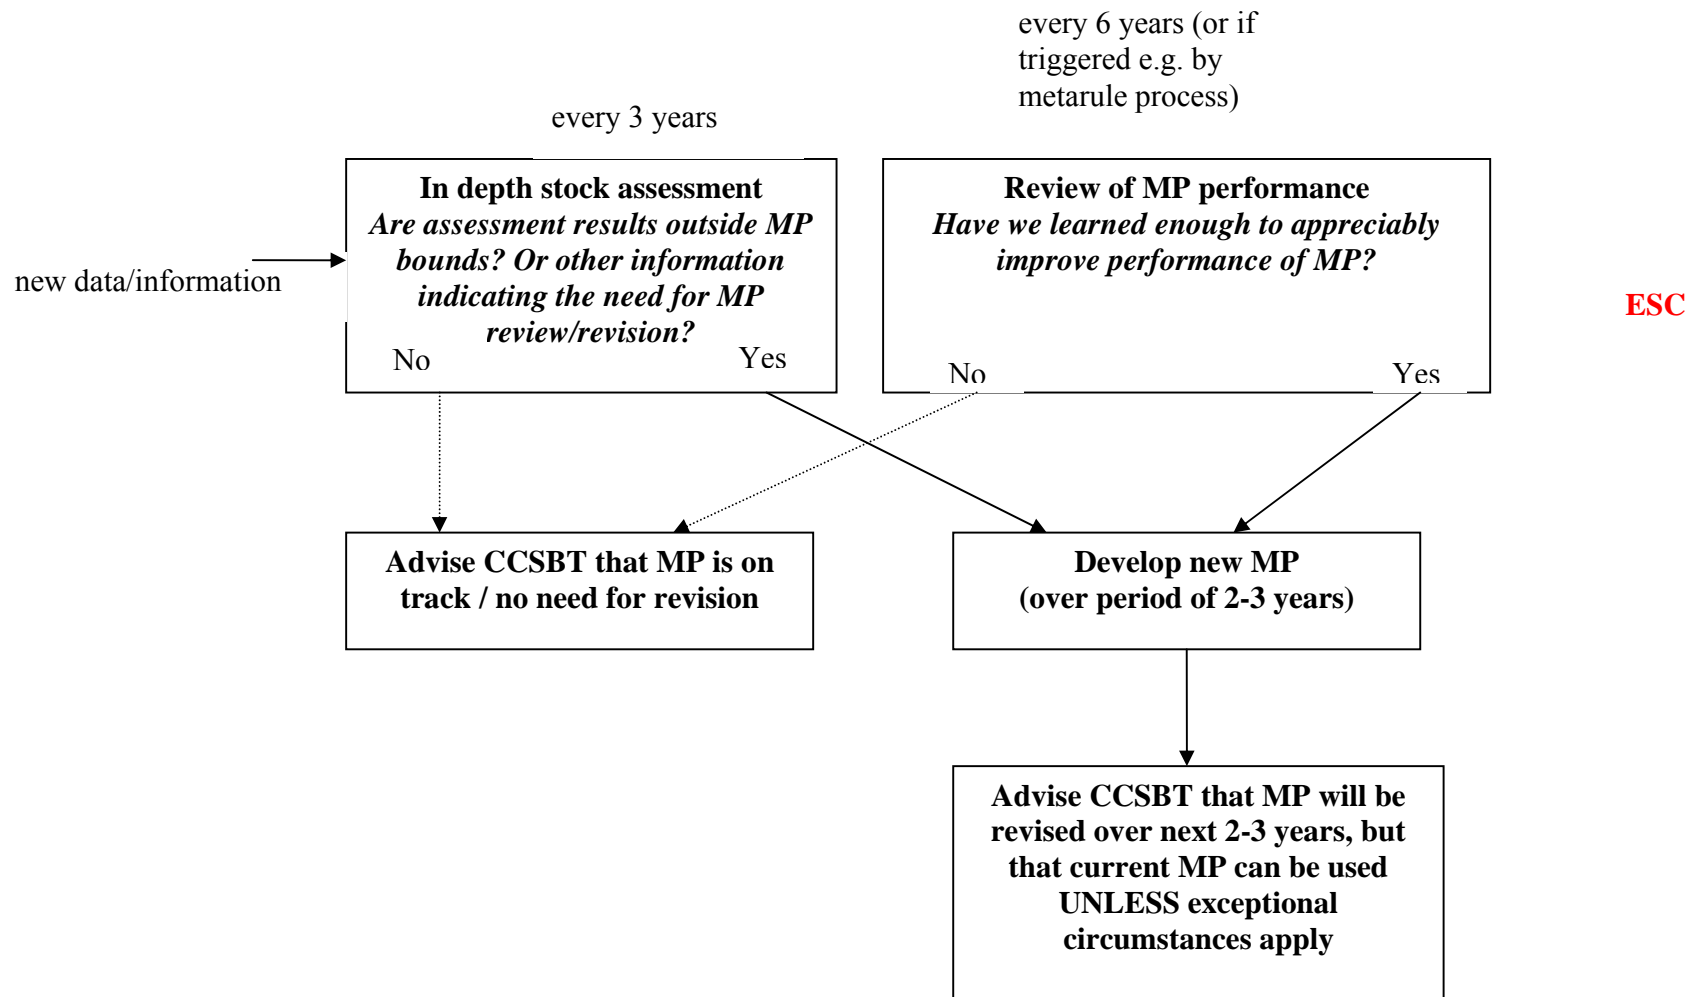 every 6 years (or if
triggered e.g. by
metarule process)
every 3 years
In depth stock assessment
Are assessment results outside MP
bounds? Or other information
indicating the need for MP
review/revision?
No
Yes
Review of MP performance
Have we learned enough to appreciably
improve performance of MP?
No
Yes
new data/information
ESC
Advise CCSBT that MP is on
track / no need for revision
Develop new MP
(over period of 2-3 years)
Advise CCSBT that MP will be
revised over next 2-3 years, but
that current MP can be used
UNLESS exceptional
circumstances apply